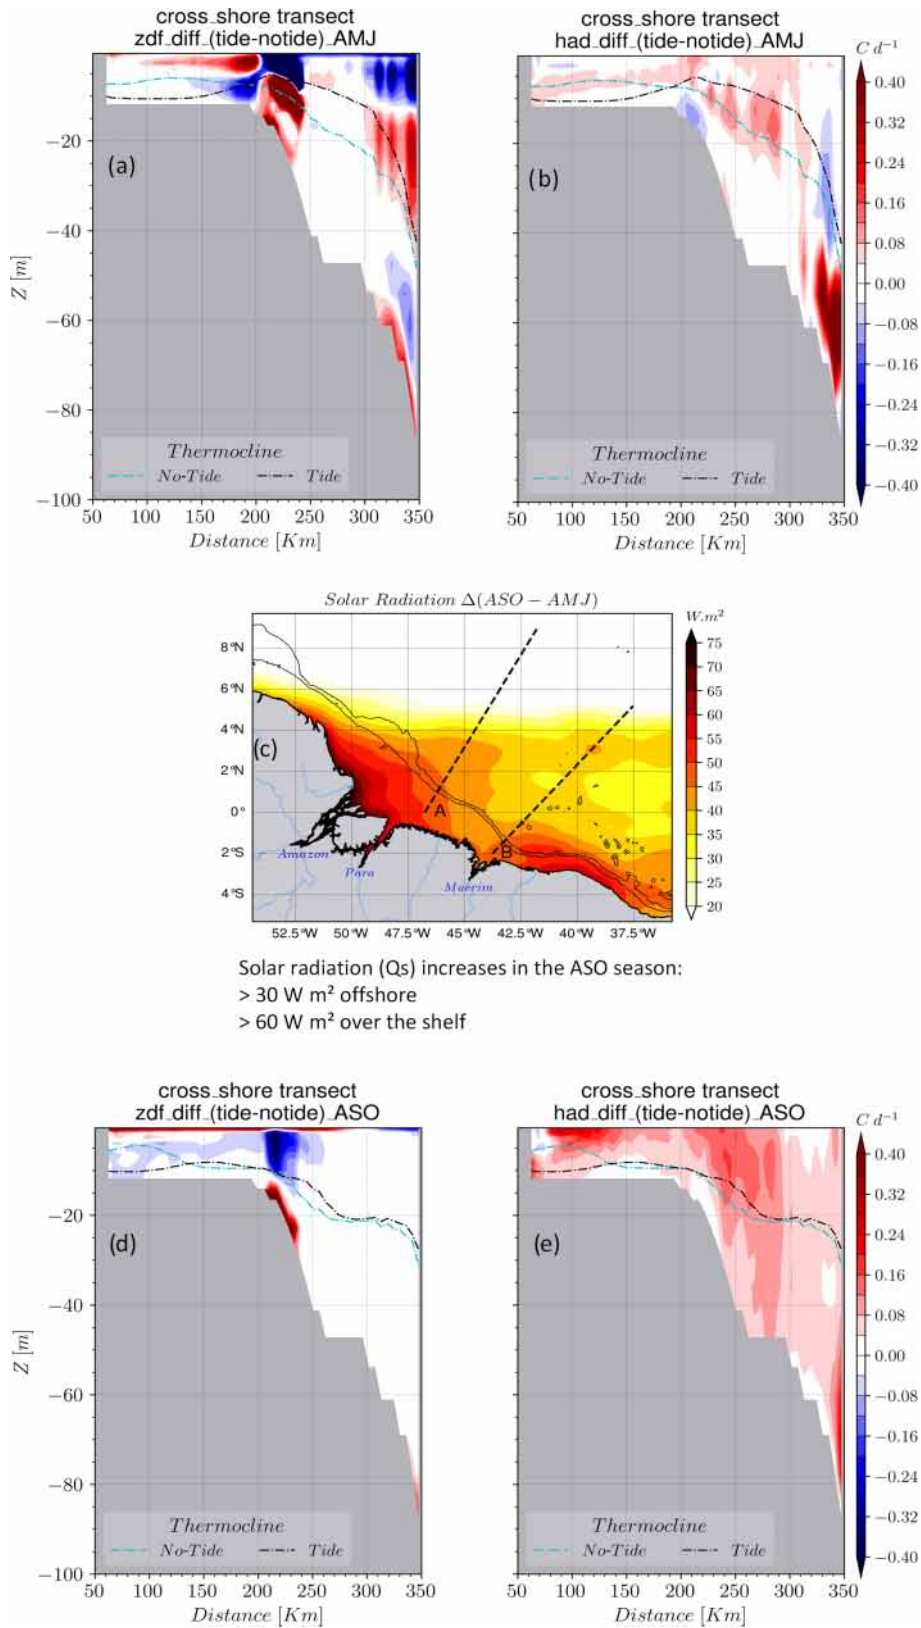 cross_shore transect
zdf_diff_(tide-notide)_AMJ
cross_shore transect
had_diff_(tide-notide)_AMJ
C d⁻¹
0.40
0.32
0.24
0.16
0.08
0.00
−0.08
−0.16
−0.24
−0.32
−0.40
(a)
(b)
Z [m]
−20
−40
−60
−80
−100
Thermocline
No-Tide
Tide
Thermocline
No-Tide
Tide
50 100 150 200 250 300 350
50 100 150 200 250 300 350
Distance [Km]
Distance [Km]
Solar Radiation Δ(ASO − AMJ)
W.m²
75
70
65
60
55
50
45
40
35
30
25
20
8°N
6°N
4°N
2°N
0°
2°S
4°S
(c)
A
B
Amazon
Para
Muerim
52.5°W 50°W 47.5°W 45°W 42.5°W 40°W 37.5°W
Solar radiation (Qs) increases in the ASO season:
> 30 W m² offshore
> 60 W m² over the shelf
cross_shore transect
zdf_diff_(tide-notide)_ASO
cross_shore transect
had_diff_(tide-notide)_ASO
C d⁻¹
0.40
0.32
0.24
0.16
0.08
0.00
−0.08
−0.16
−0.24
−0.32
−0.40
(d)
(e)
Z [m]
−20
−40
−60
−80
−100
Thermocline
No-Tide
Tide
Thermocline
No-Tide
Tide
50 100 150 200 250 300 350
50 100 150 200 250 300 350
Distance [Km]
Distance [Km]